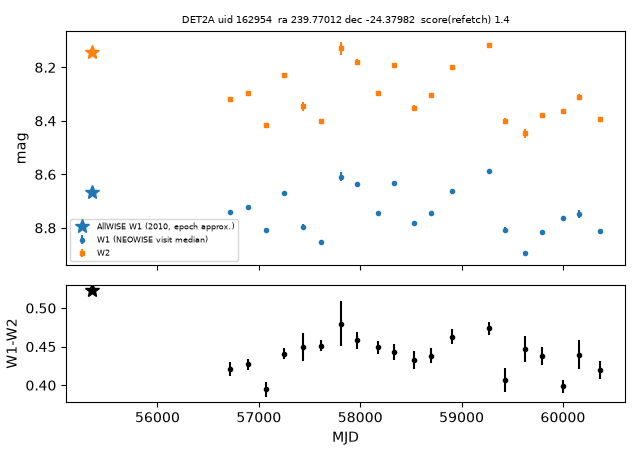 DET2A uid 162954  ra 239.77012 dec -24.37982  score(refetch) 1.4
mag
8.2
8.4
8.6
8.8
AllWISE W1 (2010, epoch approx.)
W1 (NEOWISE visit median)
W2
W1-W2
0.50
0.45
0.40
56000
57000
58000
59000
60000
MJD